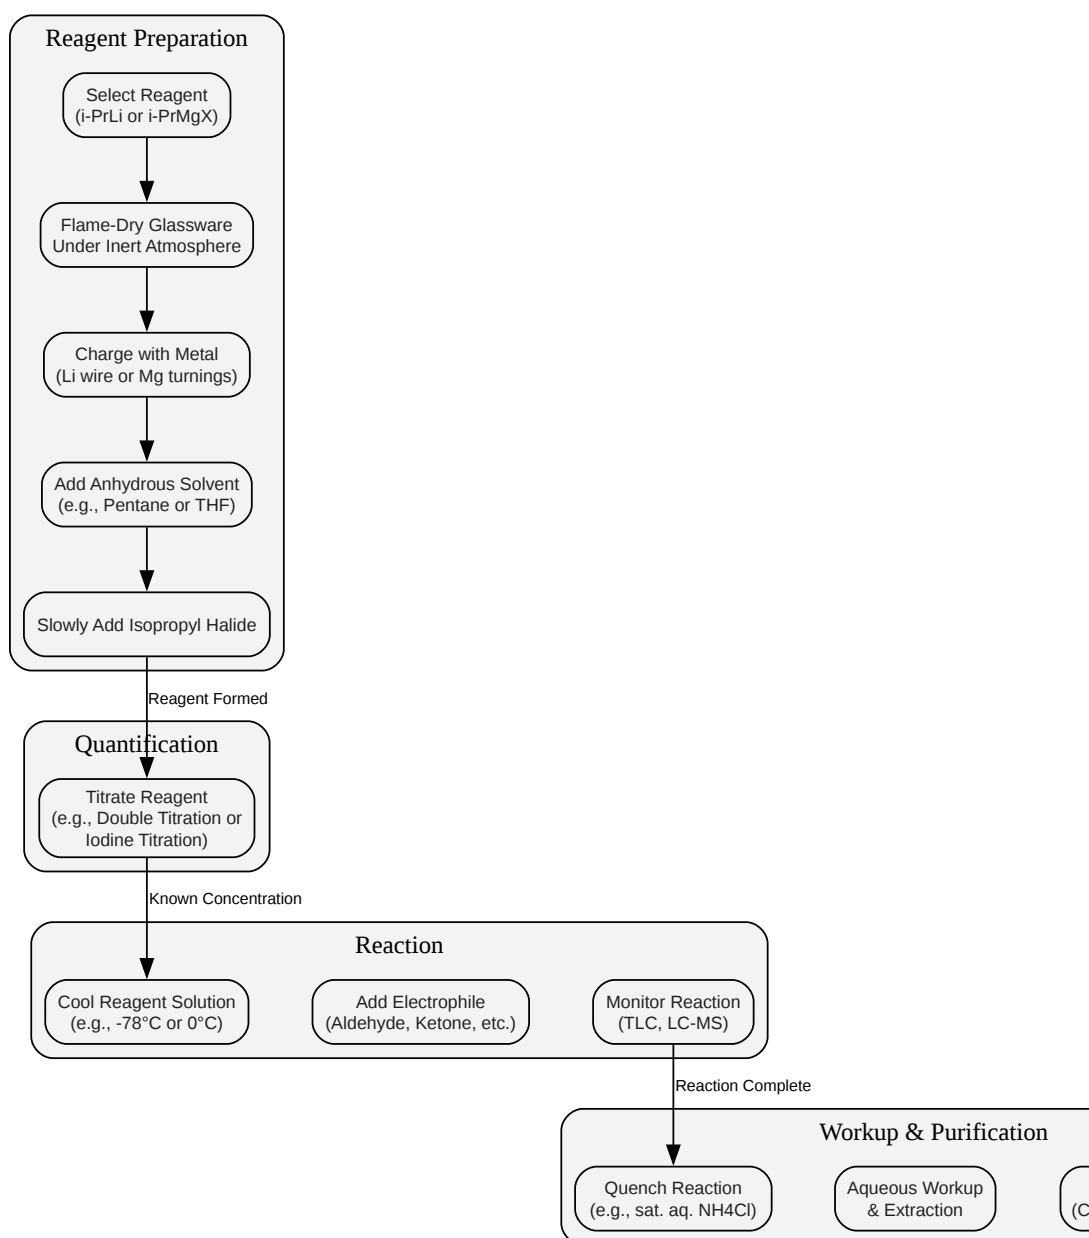 Reagent Preparation
Select Reagent
(i-PrLi or i-PrMgX)
Flame-Dry Glassware
Under Inert Atmosphere
Charge with Metal
(Li wire or Mg turnings)
Add Anhydrous Solvent
(e.g., Pentane or THF)
Slowly Add Isopropyl Halide
Reagent Formed
Quantification
Titrate Reagent
(e.g., Double Titration or
Iodine Titration)
Known Concentration
Reaction
Cool Reagent Solution
(e.g., -78°C or 0°C)
Add Electrophile
(Aldehyde, Ketone, etc.)
Monitor Reaction
(TLC, LC-MS)
Reaction Complete
Workup & Purification
Quench Reaction
(e.g., sat. aq. NH4Cl)
Aqueous Workup
& Extraction